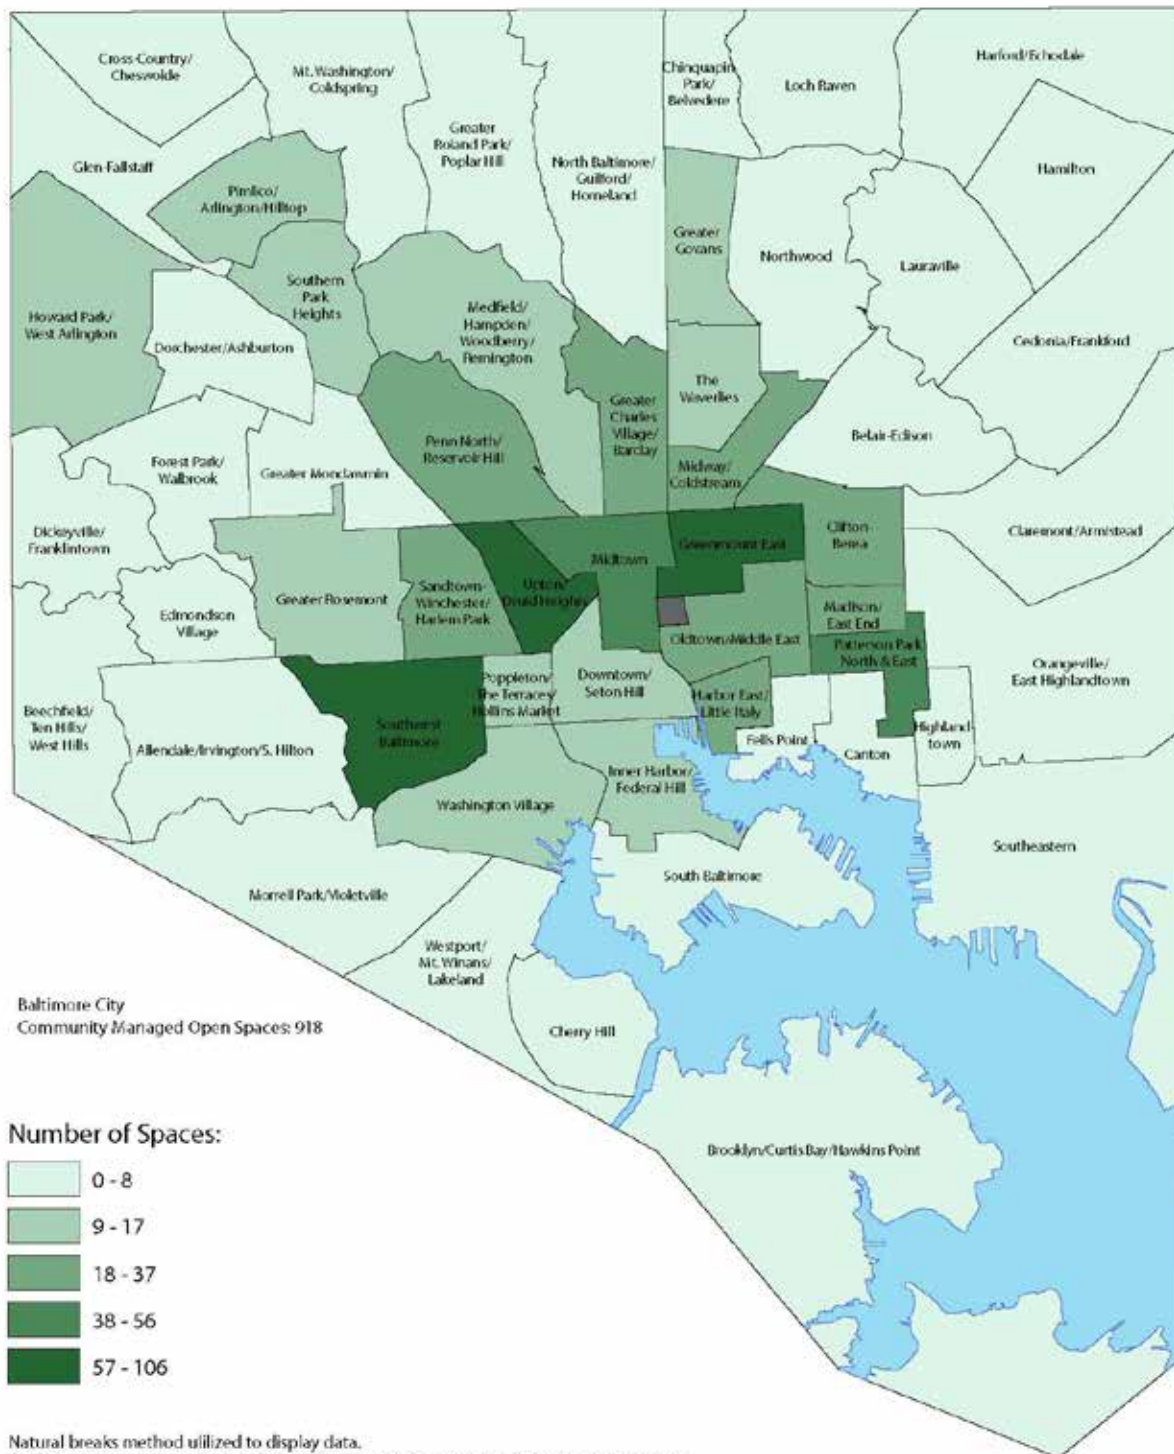 Cross-Country/
Cheswolde
Mt. Washington/
Coldspring
Greater
Roland Park/
Poplar Hill
North Baltimore/
Guilford/
Homeland
Chinquapin
Park/
Belvedere
Loch Raven
Harford/Echodale
Glen-Fallstaff
Pimlico/
Arlington/Hilltop
Hamilton
Greater
Govans
Northwood
Lauraville
Howard Park/
West Arlington
Southern
Park
Heights
Medfield/
Hampden/
Woodberry/
Remington
Dorchester/Ashburton
Cedonia/Frankford
The
Waverlies
Greater
Charles
Village/
Barclay
Belair-Edison
Penn North/
Reservoir Hill
Forest Park/
Walbrook
Greater Mondawmin
Midway/
Coldstream
Dickeyville/
Franklintown
Claremont/Armistead
Clifton-
Berea
Greenmount East
Midtown
Upton/
Druid Heights
Sandtown-
Winchester/
Harlem Park
Greater Rosemont
Edmondson
Village
Madison/
East End
Oldtown/Middle East
Patterson Park
North & East
Orangeville/
East Highlandtown
Poppleton/
The Terraces/
Hollins Market
Downtown/
Seton Hill
Harbor East/
Little Italy
Beechfield/
Ten Hills/
West Hills
Allendale/Irvington/S. Hilton
Southwest
Baltimore
Fells Point
Canton
Highland-
town
Inner Harbor/
Federal Hill
Washington Village
Southeastern
South Baltimore
Morrell Park/Violetville
Westport/
Mt. Winans/
Lakeland
Cherry Hill
Baltimore City
Community Managed Open Spaces: 918
Brooklyn/Curtis Bay/Hawkins Point
Number of Spaces:
0 - 8
9 - 17
18 - 37
38 - 56
57 - 106
Natural breaks method ulilized to display data.